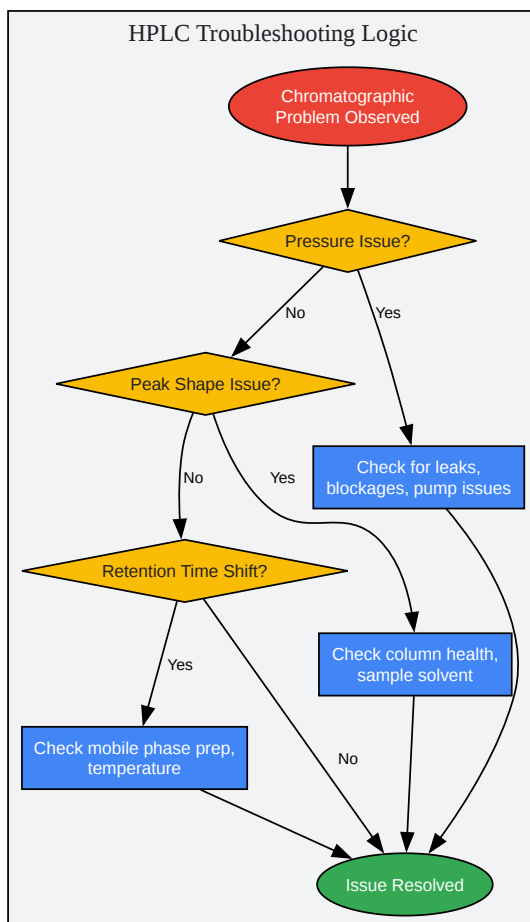 HPLC Troubleshooting Logic
Chromatographic
Problem Observed
Pressure Issue?
No
Yes
Peak Shape Issue?
Check for leaks,
blockages, pump issues
No
Yes
Retention Time Shift?
Check column health,
sample solvent
Yes
Check mobile phase prep,
temperature
No
Issue Resolved